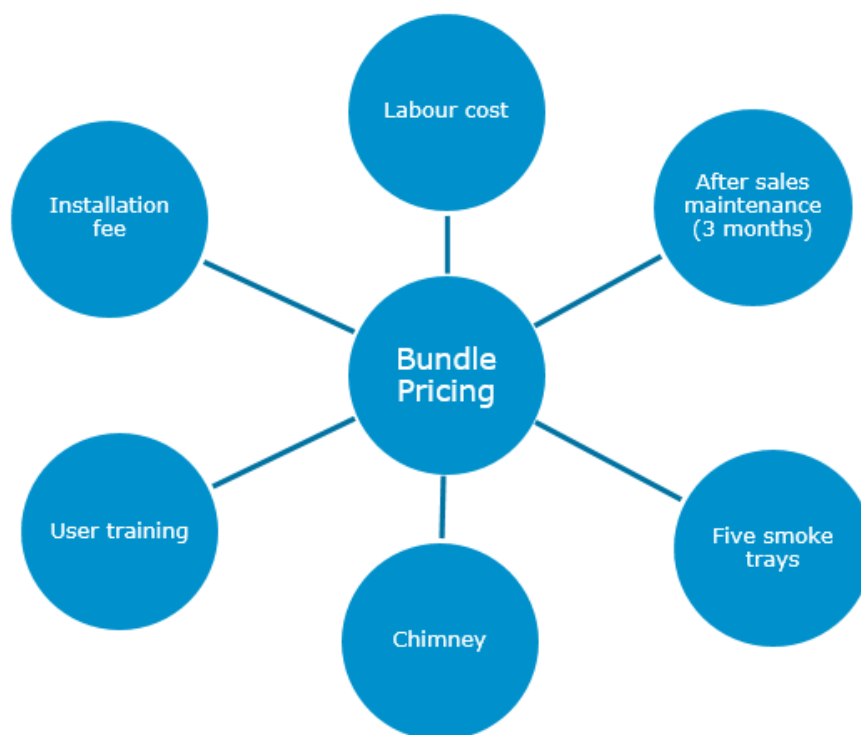 Labour cost
Installation
fee
After sales
maintenance
(3 months)
Bundle
Pricing
User training
Five smoke
trays
Chimney